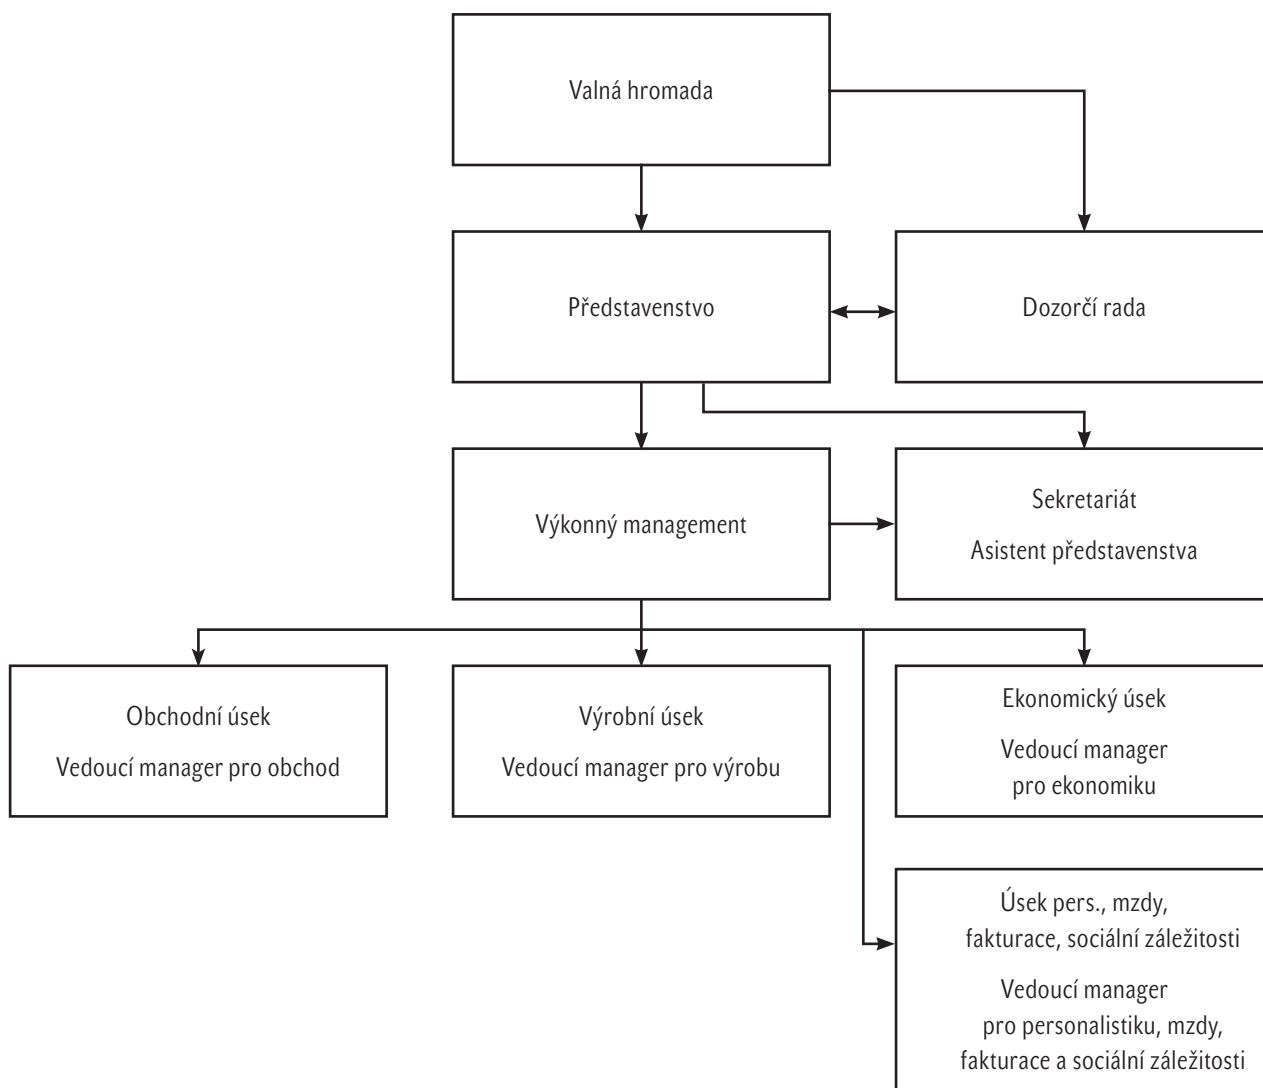 Valná hromada
Představenstvo
Dozorčí rada
Výkonný management
Sekretariát
Asistent představenstva
Obchodní úsek
Vedoucí manager pro obchod
Výrobní úsek
Vedoucí manager pro výrobu
Ekonomický úsek
Vedoucí manager
pro ekonomiku
Úsek pers., mzdy,
fakturace, sociální záležitosti
Vedoucí manager
pro personalistiku, mzdy,
fakturace a sociální záležitosti